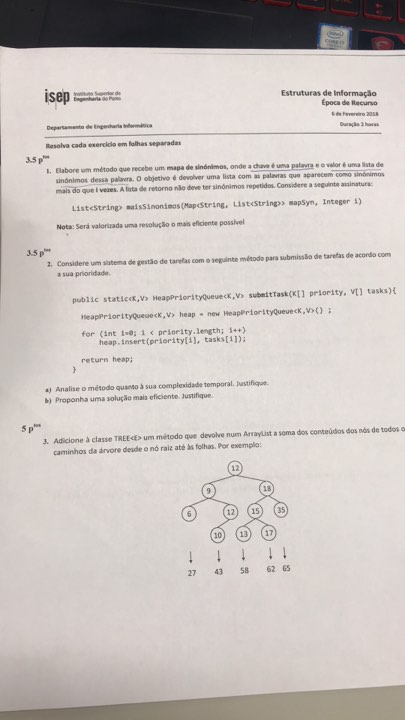 isep Instituto Superior de
Engenharia do Porto
Estruturas de Informação
Época de Recurso
6 de Fevereiro 2018
Duração 2 horas
Departamento de Engenharia Informática
Resolva cada exercício em folhas separadas
3.5 ptos
1. Elabore um método que recebe um mapa de sinónimos, onde a chave é uma palavra e o valor é uma lista de
sinónimos dessa palavra. O objetivo é devolver uma lista com as palavras que aparecem como sinónimos
mais do que i vezes. A lista de retorno não deve ter sinónimos repetidos. Considere a seguinte assinatura:
List<String> maisSinonimos(Map<String, List<String>> mapSyn, Integer i)
Nota: Será valorizada uma resolução o mais eficiente possível
3.5 ptos
2. Considere um sistema de gestão de tarefas com o seguinte método para submissão de tarefas de acordo com
a sua prioridade.
public static<K,V> HeapPriorityQueue<K,V> submitTask(K[] priority, V[] tasks){
HeapPriorityQueue<K,V> heap = new HeapPriorityQueue<K,V>() ;
for (int i=0; i < priority.length; i++)
heap.insert(priority[i], tasks[i]);
return heap;
}
a) Analise o método quanto à sua complexidade temporal. Justifique.
b) Proponha uma solução mais eficiente. Justifique.
5 ptos
3. Adicione à classe TREE<E> um método que devolve num ArrayList a soma dos conteúdos dos nós de todos o
caminhos da árvore desde o nó raiz até às folhas. Por exemplo:
12
9 18
6 12 15 35
10 13 17
27 43 58 62 65